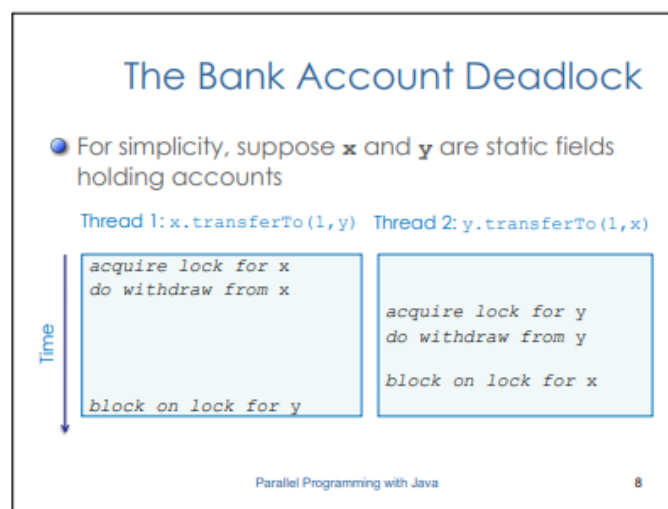 The Bank Account Deadlock
For simplicity, suppose x and y are static fields
holding accounts
Thread 1: x.transferTo(1,y)
Thread 2: y.transferTo(1,x)
Time
acquire lock for x
do withdraw from x
block on lock for y
acquire lock for y
do withdraw from y
block on lock for x
Parallel Programming with Java
8